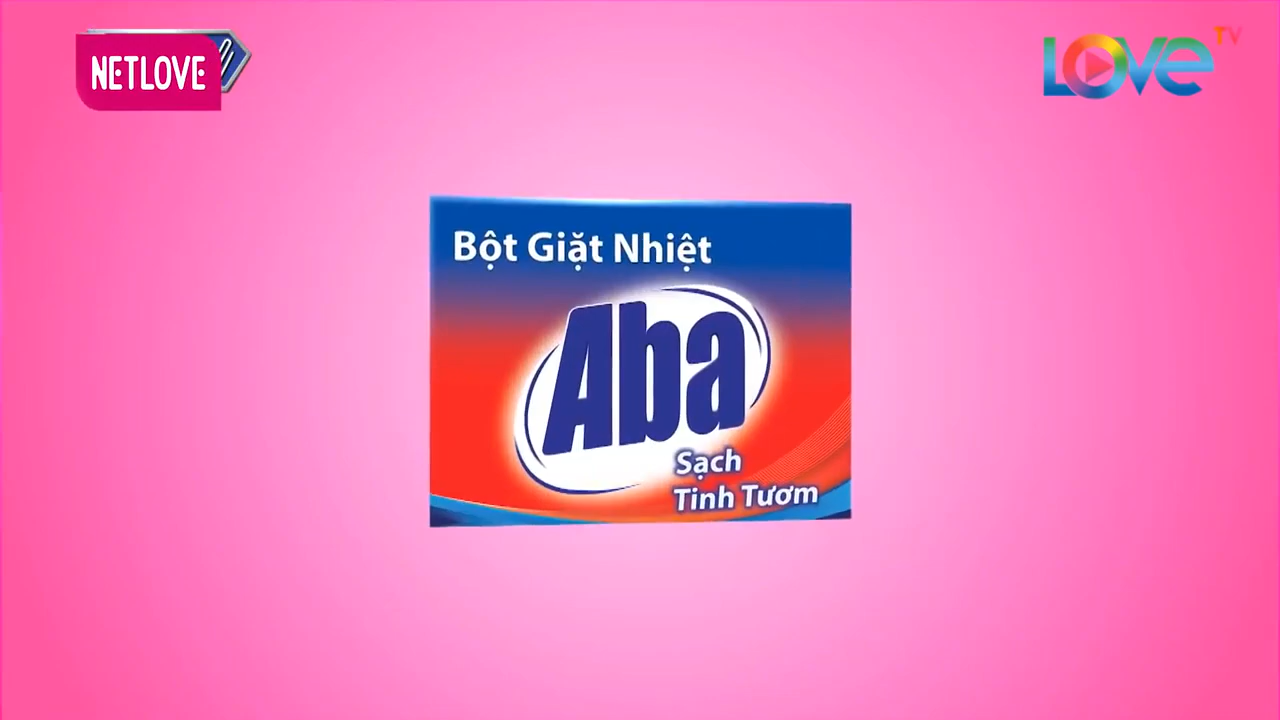 NETLOVE
LOVE TV
Bột Giặt Nhiệt
Aba
Sạch
Tinh Tươm